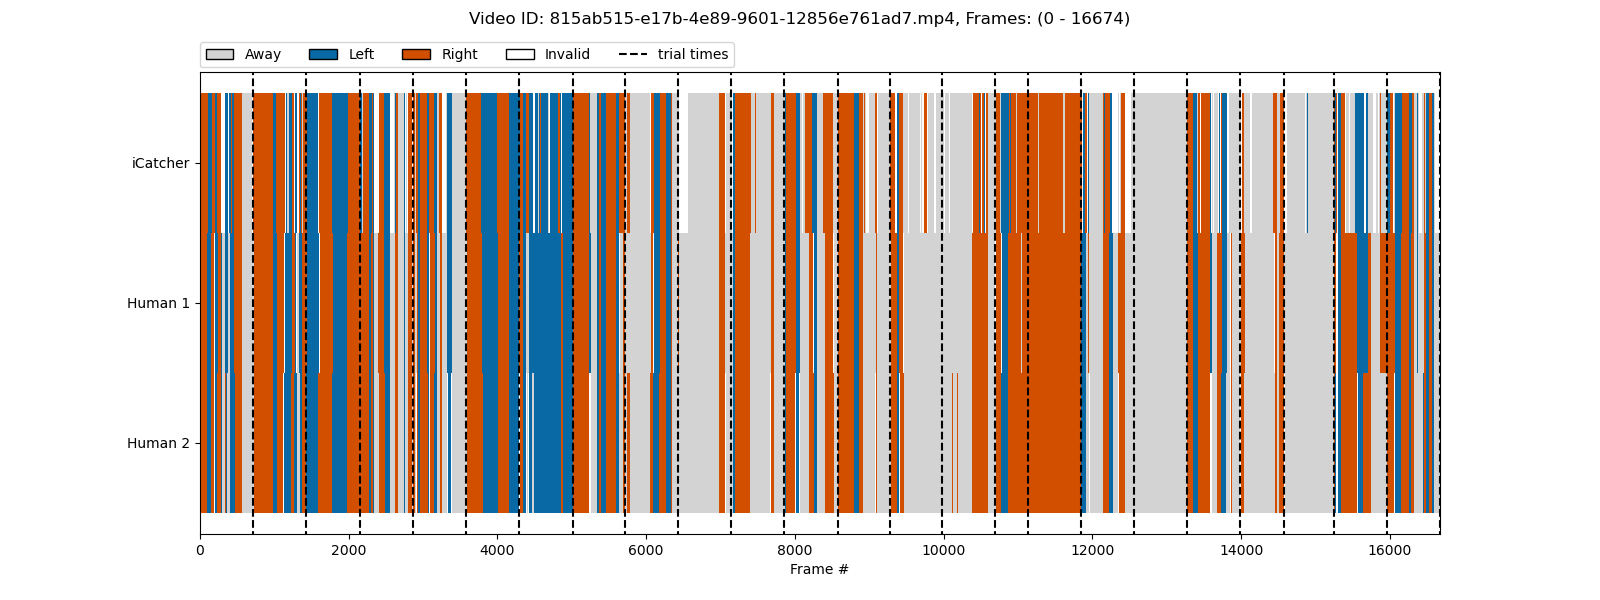 Video ID: 815ab515-e17b-4e89-9601-12856e761ad7.mp4, Frames: (0 - 16674)
Away Left Right Invalid trial times
iCatcher
Human 1
Human 2
0 2000 4000 6000 8000 10000 12000 14000 16000
Frame #